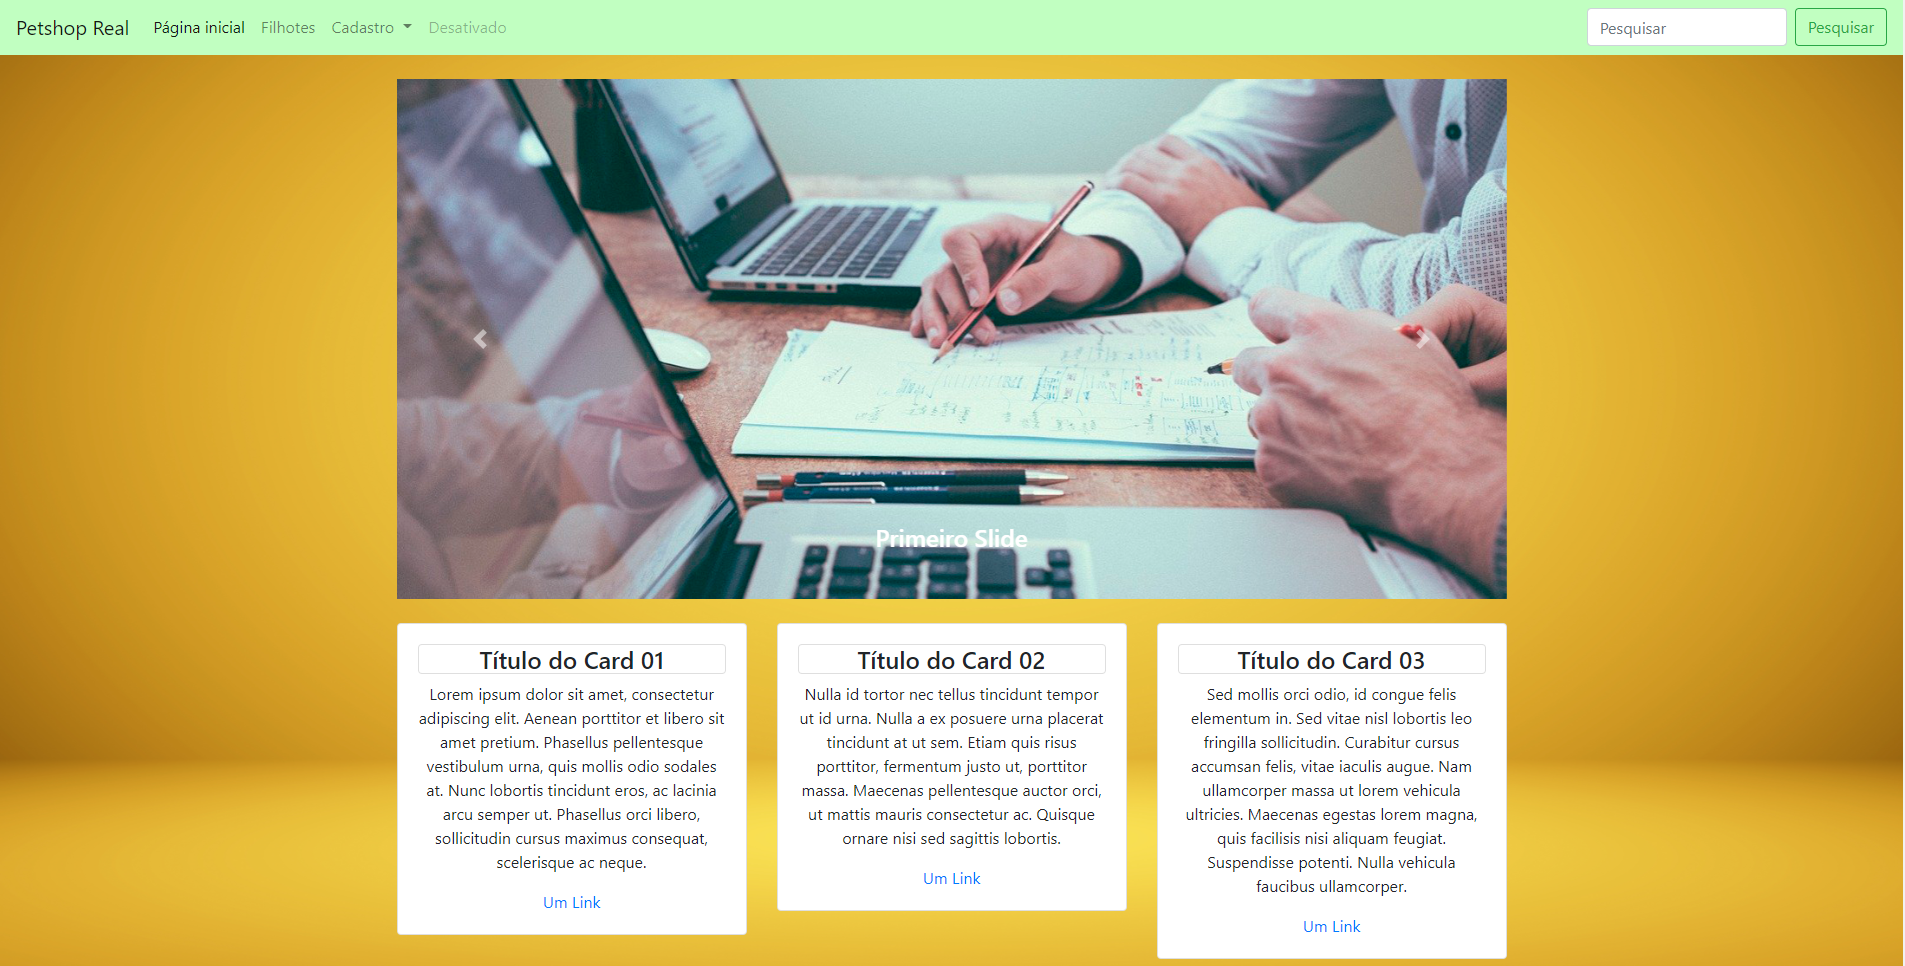 Petshop Real Página inicial Filhotes Cadastro Desativado Pesquisar Pesquisar
Primeiro Slide
Título do Card 01
Lorem ipsum dolor sit amet, consectetur
adipiscing elit. Aenean porttitor et libero sit
amet pretium. Phasellus pellentesque
vestibulum urna, quis mollis odio sodales
at. Nunc lobortis tincidunt eros, ac lacinia
arcu semper ut. Phasellus orci libero,
sollicitudin cursus maximus consequat,
scelerisque ac neque.
Um Link
Título do Card 02
Nulla id tortor nec tellus tincidunt tempor
ut id urna. Nulla a ex posuere urna placerat
tincidunt at ut sem. Etiam quis risus
porttitor, fermentum justo ut, porttitor
massa. Maecenas pellentesque auctor orci,
ut mattis mauris consectetur ac. Quisque
ornare nisi sed sagittis lobortis.
Um Link
Título do Card 03
Sed mollis orci odio, id congue felis
elementum in. Sed vitae nisl lobortis leo
fringilla sollicitudin. Curabitur cursus
accumsan felis, vitae iaculis augue. Nam
ullamcorper massa ut lorem vehicula
ultricies. Maecenas egestas lorem magna,
quis facilisis nisi aliquam feugiat.
Suspendisse potenti. Nulla vehicula
faucibus ullamcorper.
Um Link